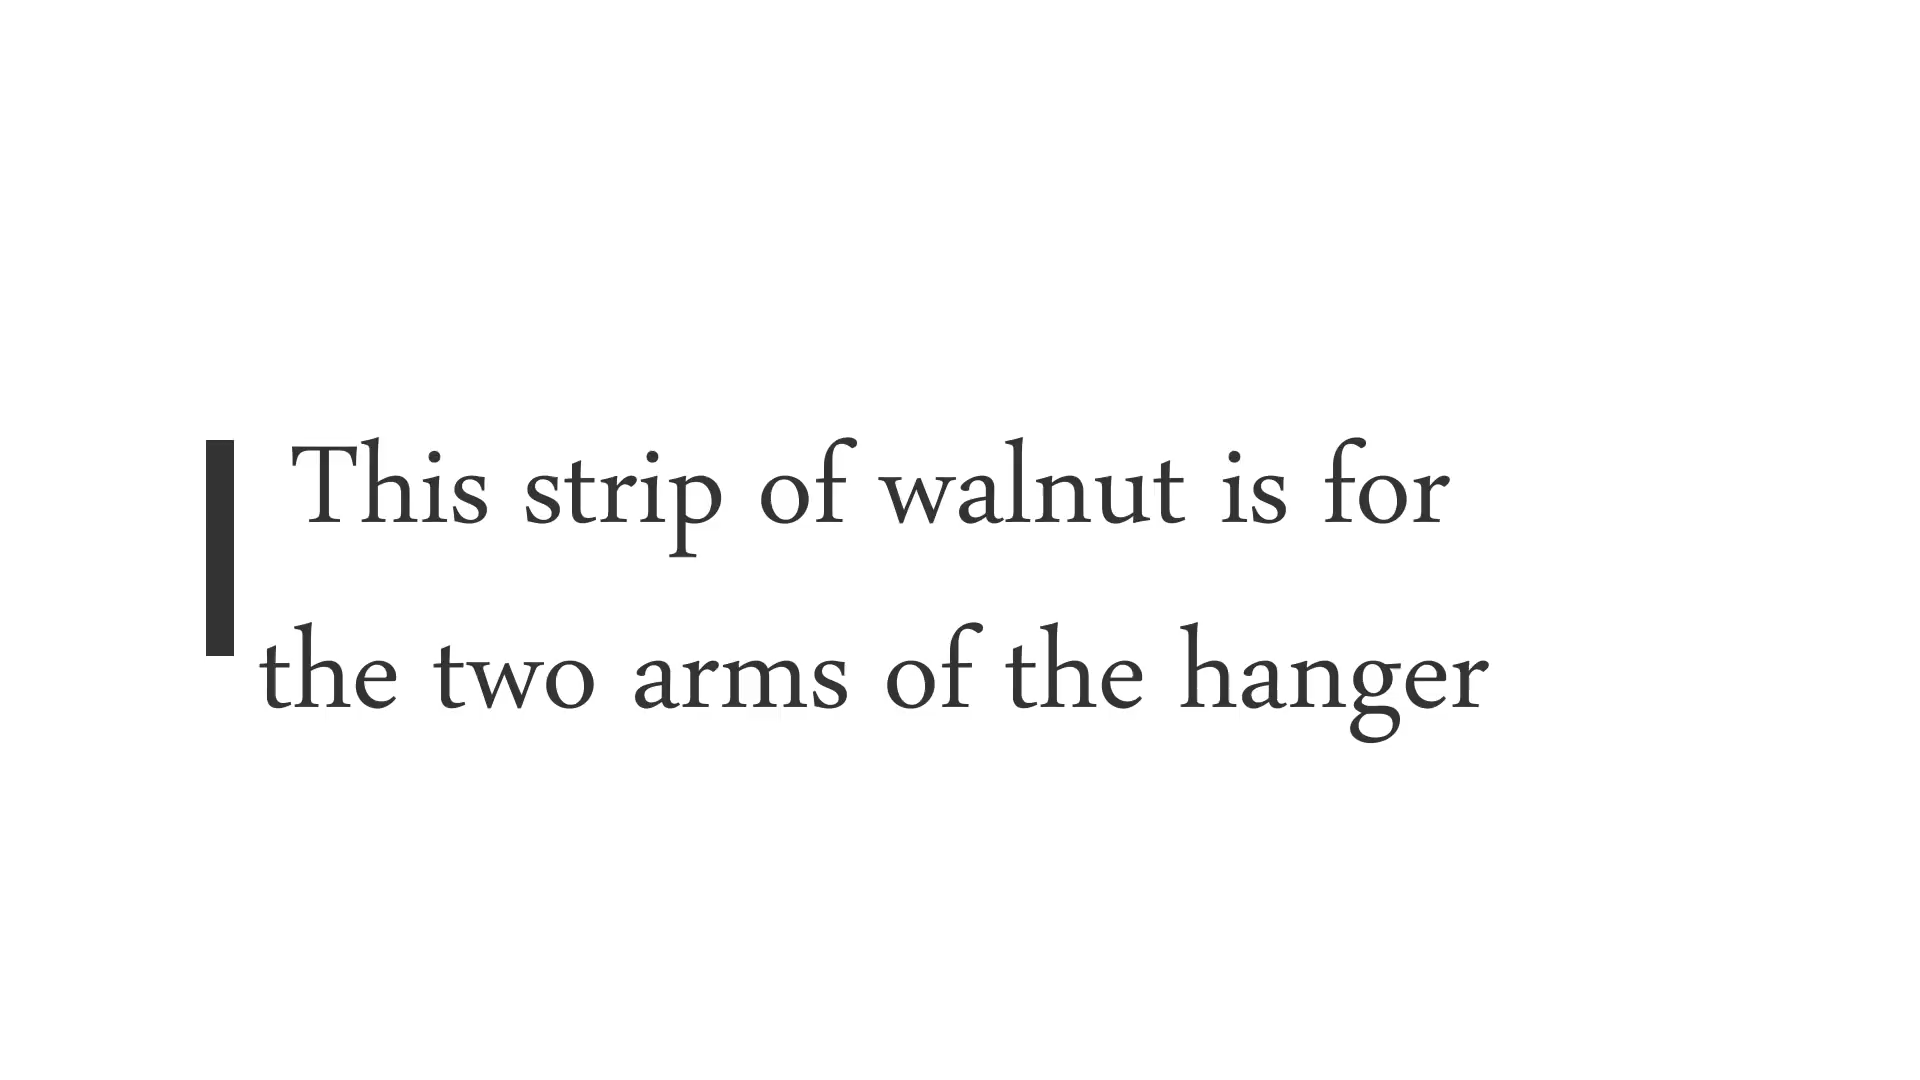 This strip of walnut is for
the two arms of the hanger